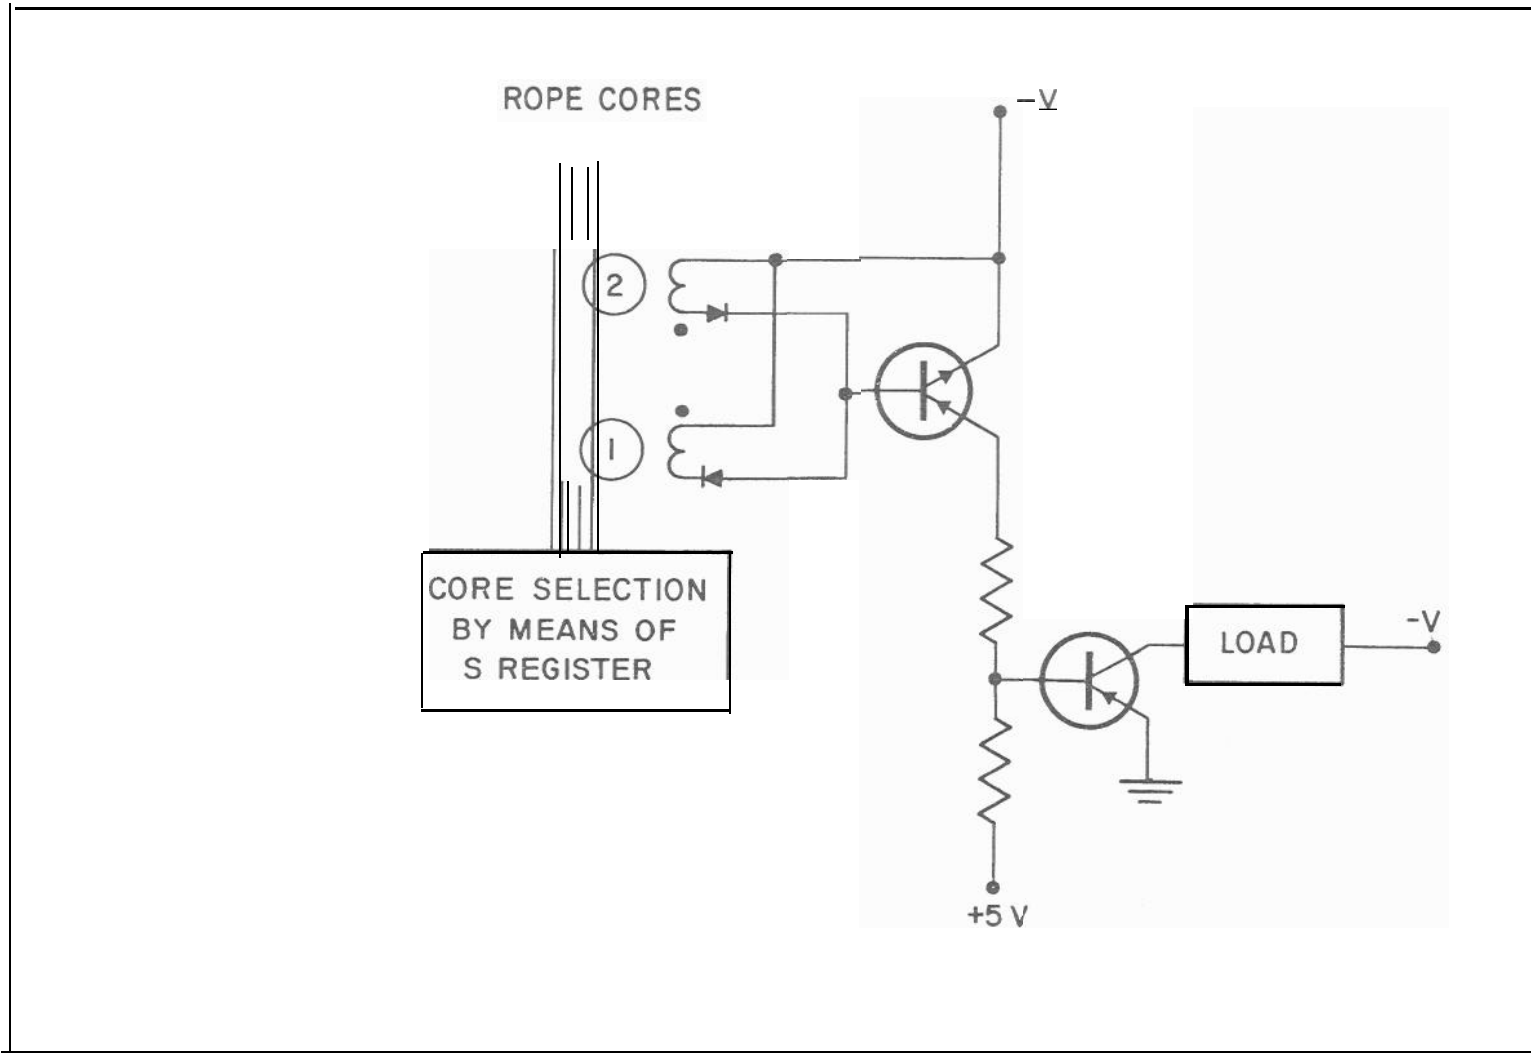 ROPE CORES
-V
2
1
CORE SELECTION
BY MEANS OF
S REGISTER
LOAD
-V
+5 V